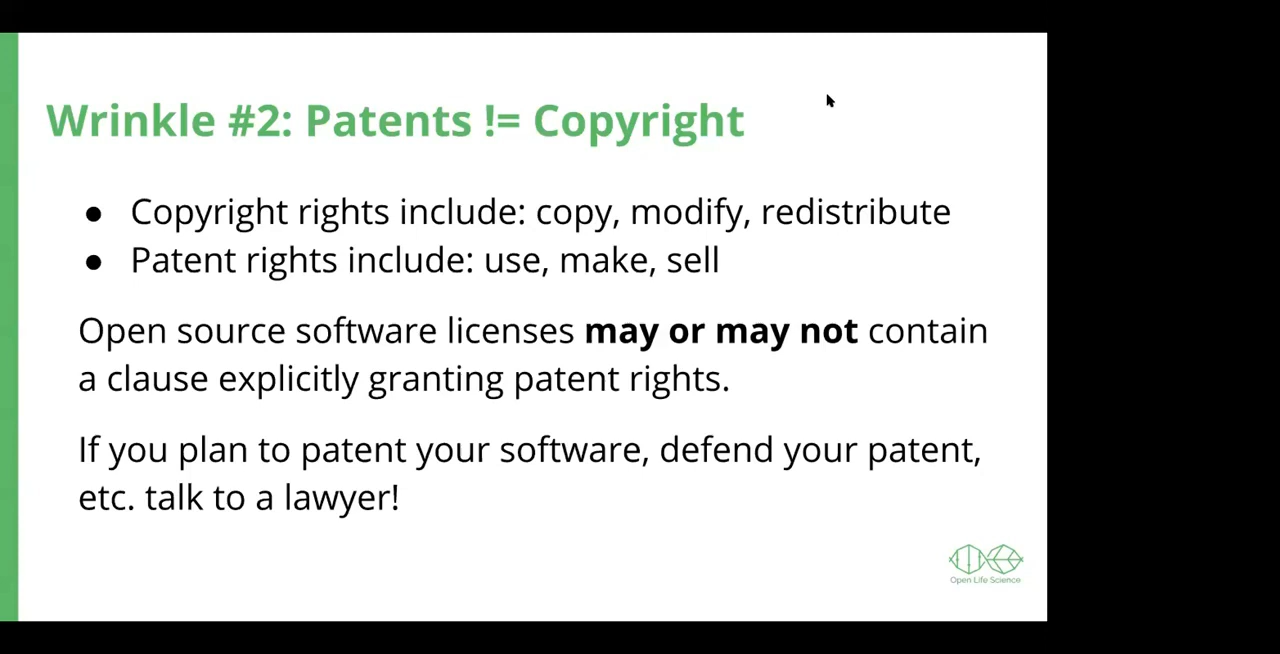 Wrinkle #2: Patents != Copyright
● Copyright rights include: copy, modify, redistribute
● Patent rights include: use, make, sell
Open source software licenses may or may not contain
a clause explicitly granting patent rights.
If you plan to patent your software, defend your patent,
etc. talk to a lawyer!
Open Life Science